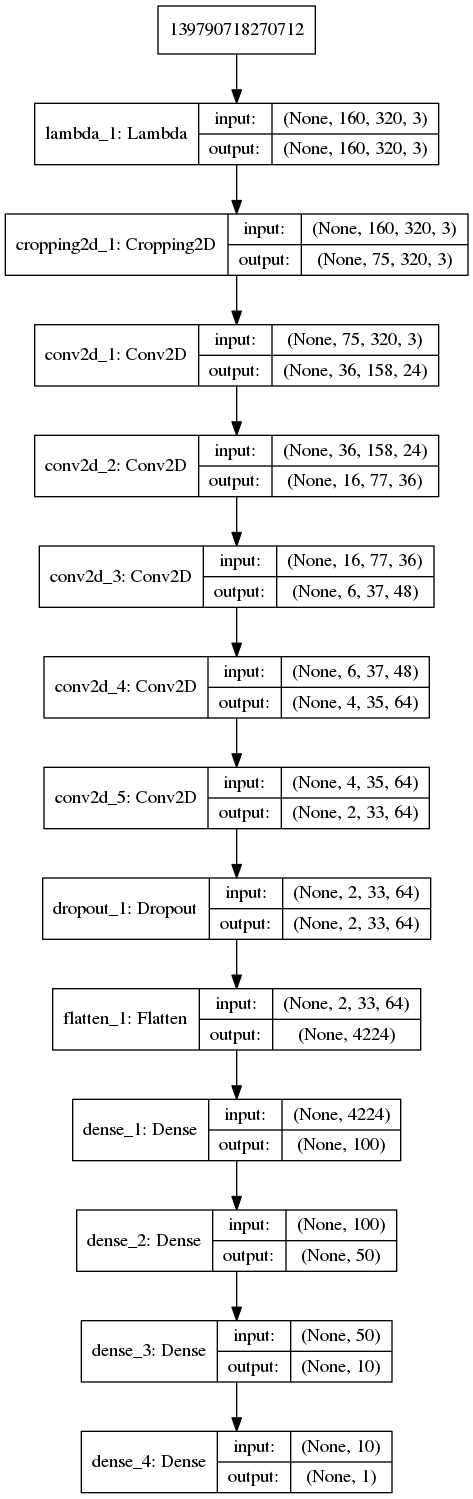 139790718270712
lambda_1: Lambda
input: (None, 160, 320, 3)
output: (None, 160, 320, 3)
cropping2d_1: Cropping2D
input: (None, 160, 320, 3)
output: (None, 75, 320, 3)
conv2d_1: Conv2D
input: (None, 75, 320, 3)
output: (None, 36, 158, 24)
conv2d_2: Conv2D
input: (None, 36, 158, 24)
output: (None, 16, 77, 36)
conv2d_3: Conv2D
input: (None, 16, 77, 36)
output: (None, 6, 37, 48)
conv2d_4: Conv2D
input: (None, 6, 37, 48)
output: (None, 4, 35, 64)
conv2d_5: Conv2D
input: (None, 4, 35, 64)
output: (None, 2, 33, 64)
dropout_1: Dropout
input: (None, 2, 33, 64)
output: (None, 2, 33, 64)
flatten_1: Flatten
input: (None, 2, 33, 64)
output: (None, 4224)
dense_1: Dense
input: (None, 4224)
output: (None, 100)
dense_2: Dense
input: (None, 100)
output: (None, 50)
dense_3: Dense
input: (None, 50)
output: (None, 10)
dense_4: Dense
input: (None, 10)
output: (None, 1)